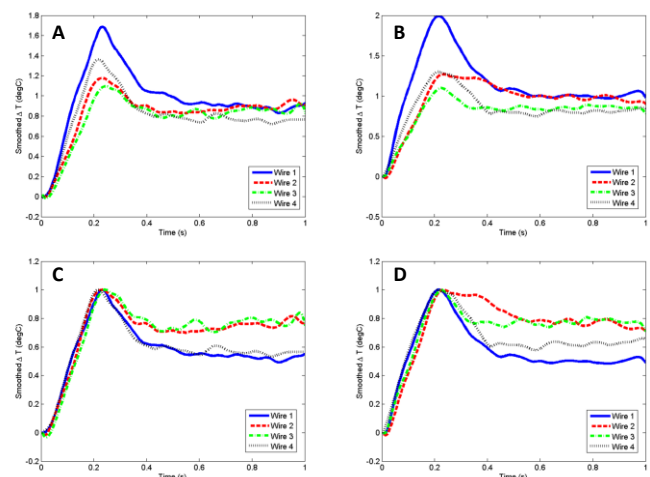 A
1.8
1.6
1.4
1.2
1
0.8
0.6
0.4
0.2
0
-0.2
Smoothed Δ T (degC)
0 0.2 0.4 0.6 0.8 1
Time (s)
Wire 1
Wire 2
Wire 3
Wire 4
B
2
1.5
1
0.5
0
-0.5
Smoothed Δ T (degC)
0 0.2 0.4 0.6 0.8 1
Time (s)
Wire 1
Wire 2
Wire 3
Wire 4
C
1.2
1
0.8
0.6
0.4
0.2
0
-0.2
Smoothed Δ T (degC)
0 0.2 0.4 0.6 0.8 1
Time (s)
Wire 1
Wire 2
Wire 3
Wire 4
D
1.2
1
0.8
0.6
0.4
0.2
0
-0.2
Smoothed Δ T (degC)
0 0.2 0.4 0.6 0.8 1
Time (s)
Wire 1
Wire 2
Wire 3
Wire 4